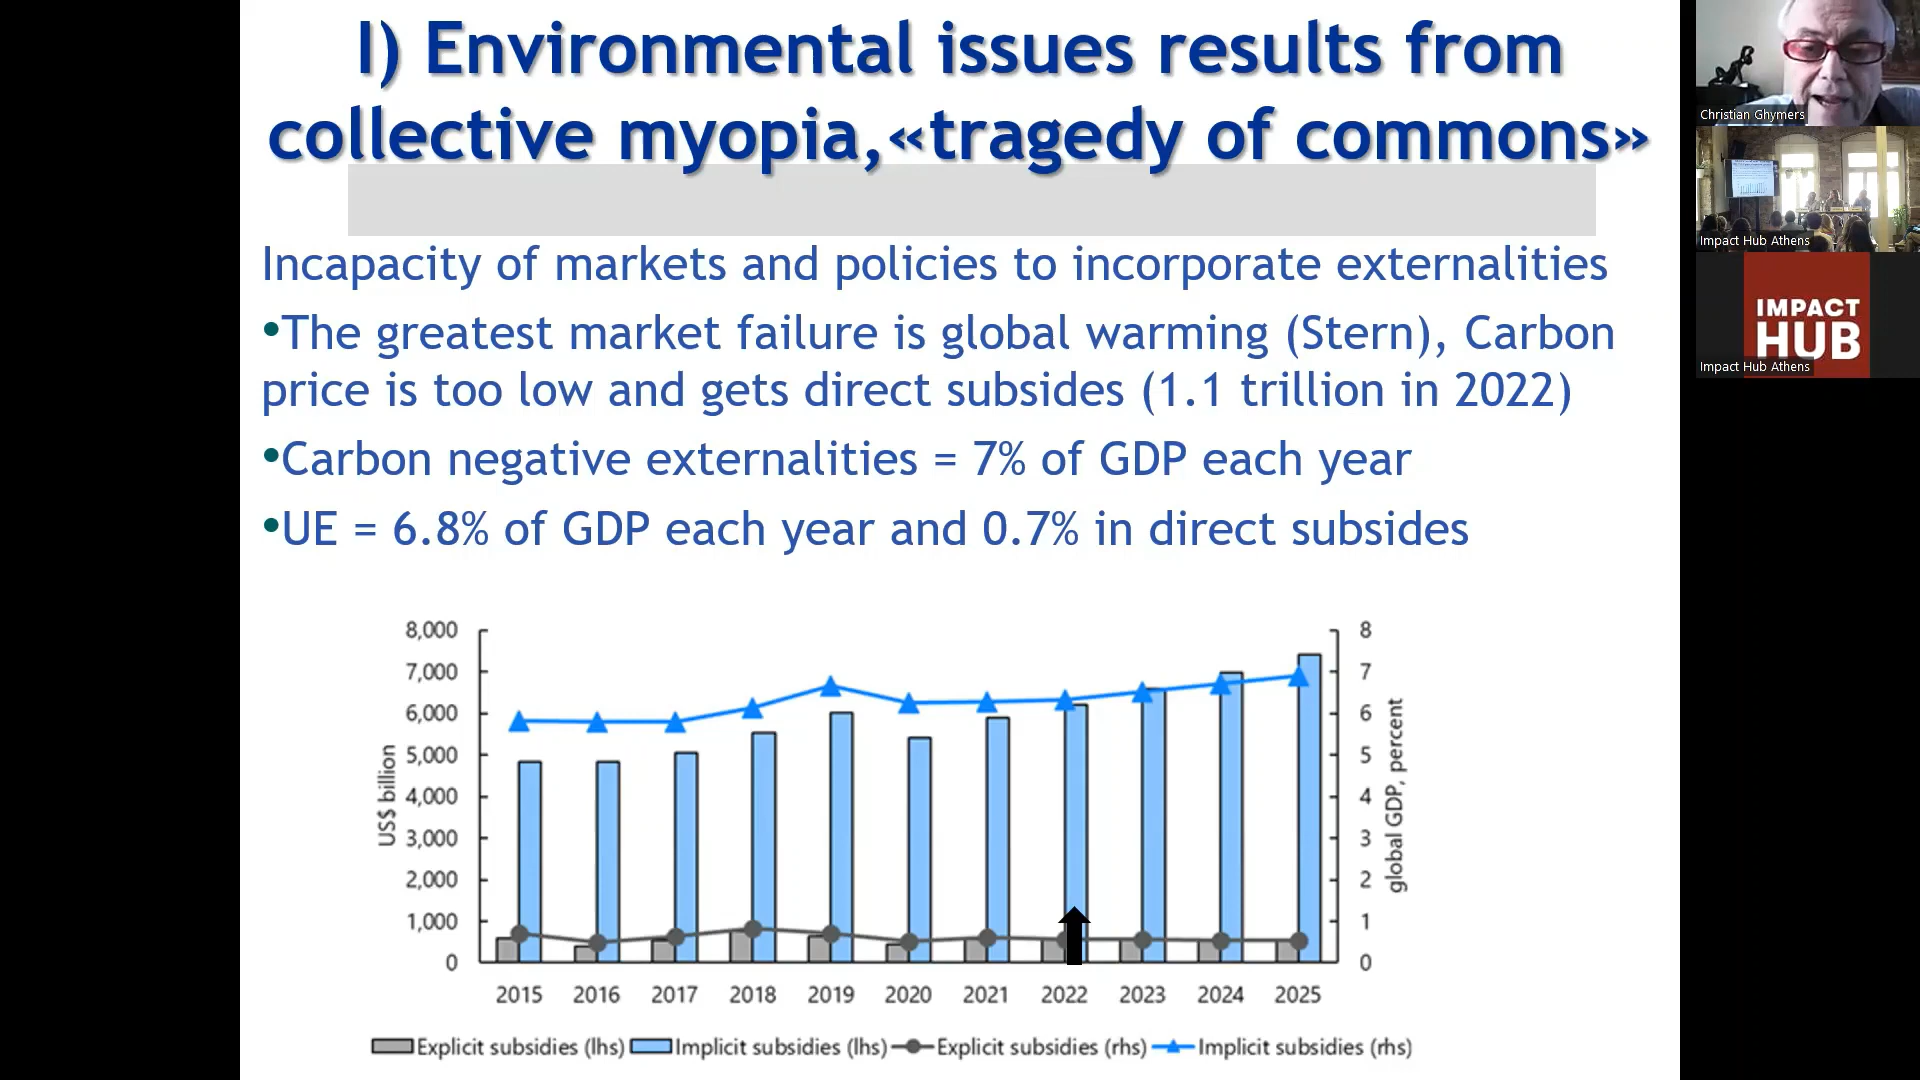 I) Environmental issues results from
collective myopia,«tragedy of commons»
Incapacity of markets and policies to incorporate externalities
•The greatest market failure is global warming (Stern), Carbon
price is too low and gets direct subsides (1.1 trillion in 2022)
•Carbon negative externalities = 7% of GDP each year
•UE = 6.8% of GDP each year and 0.7% in direct subsides
8,000
7,000
6,000
5,000
4,000
3,000
2,000
1,000
0
US$ billion
8
7
6
5
4
3
2
1
0
global GDP, percent
2015 2016 2017 2018 2019 2020 2021 2022 2023 2024 2025
Explicit subsidies (lhs) Implicit subsidies (lhs) Explicit subsidies (rhs) Implicit subsidies (rhs)
Christian Ghymers
Impact Hub Athens
IMPACT
HUB
Impact Hub Athens